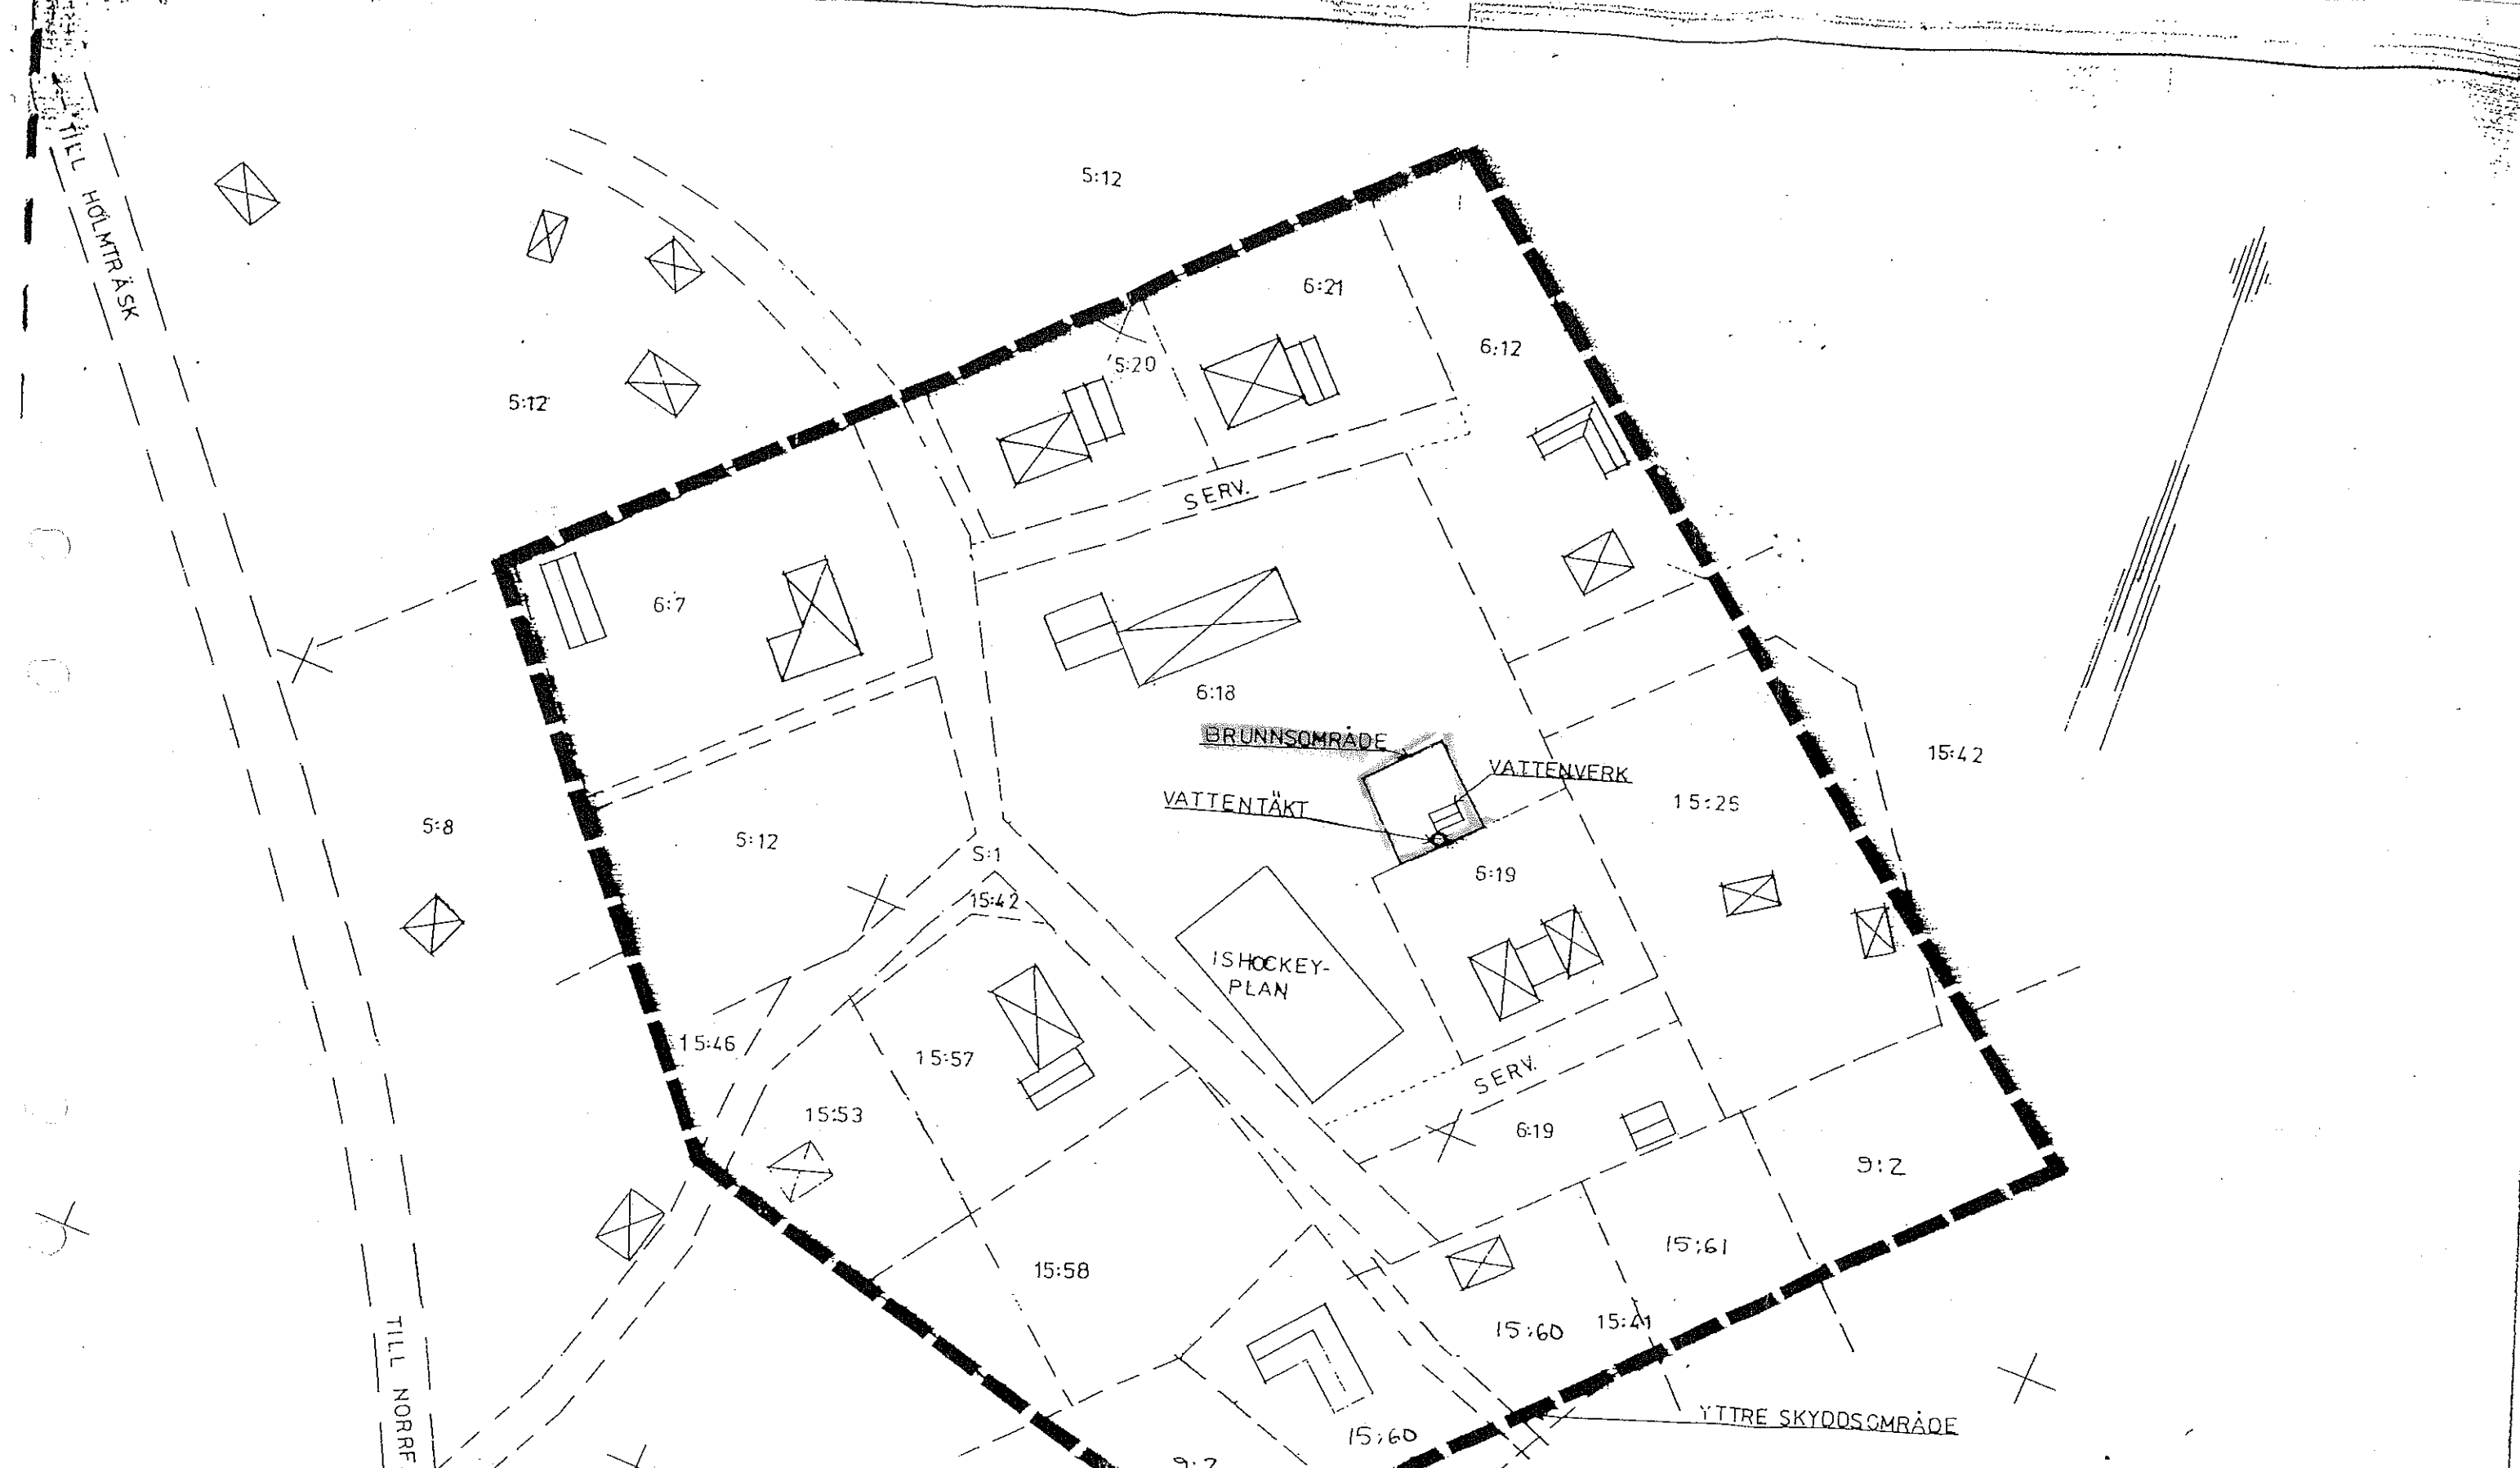 TILL HOLMTRÄSK
5:12
6:21
5:20
6:12
5:12
SERV.
6:7
6:18
BRUNNSOMRÅDE
VATTENVERK
15:42
VATTENTÄKT
15:26
5:8
5:12
S:1
6:19
15:42
ISHOCKEY-
PLAN
15:46
15:57
SERV.
15:53
6:19
9:2
15:61
15:58
15:60
15:41
TILL NORRF
YTTRE SKYDDSOMRÅDE
15:60
9:2